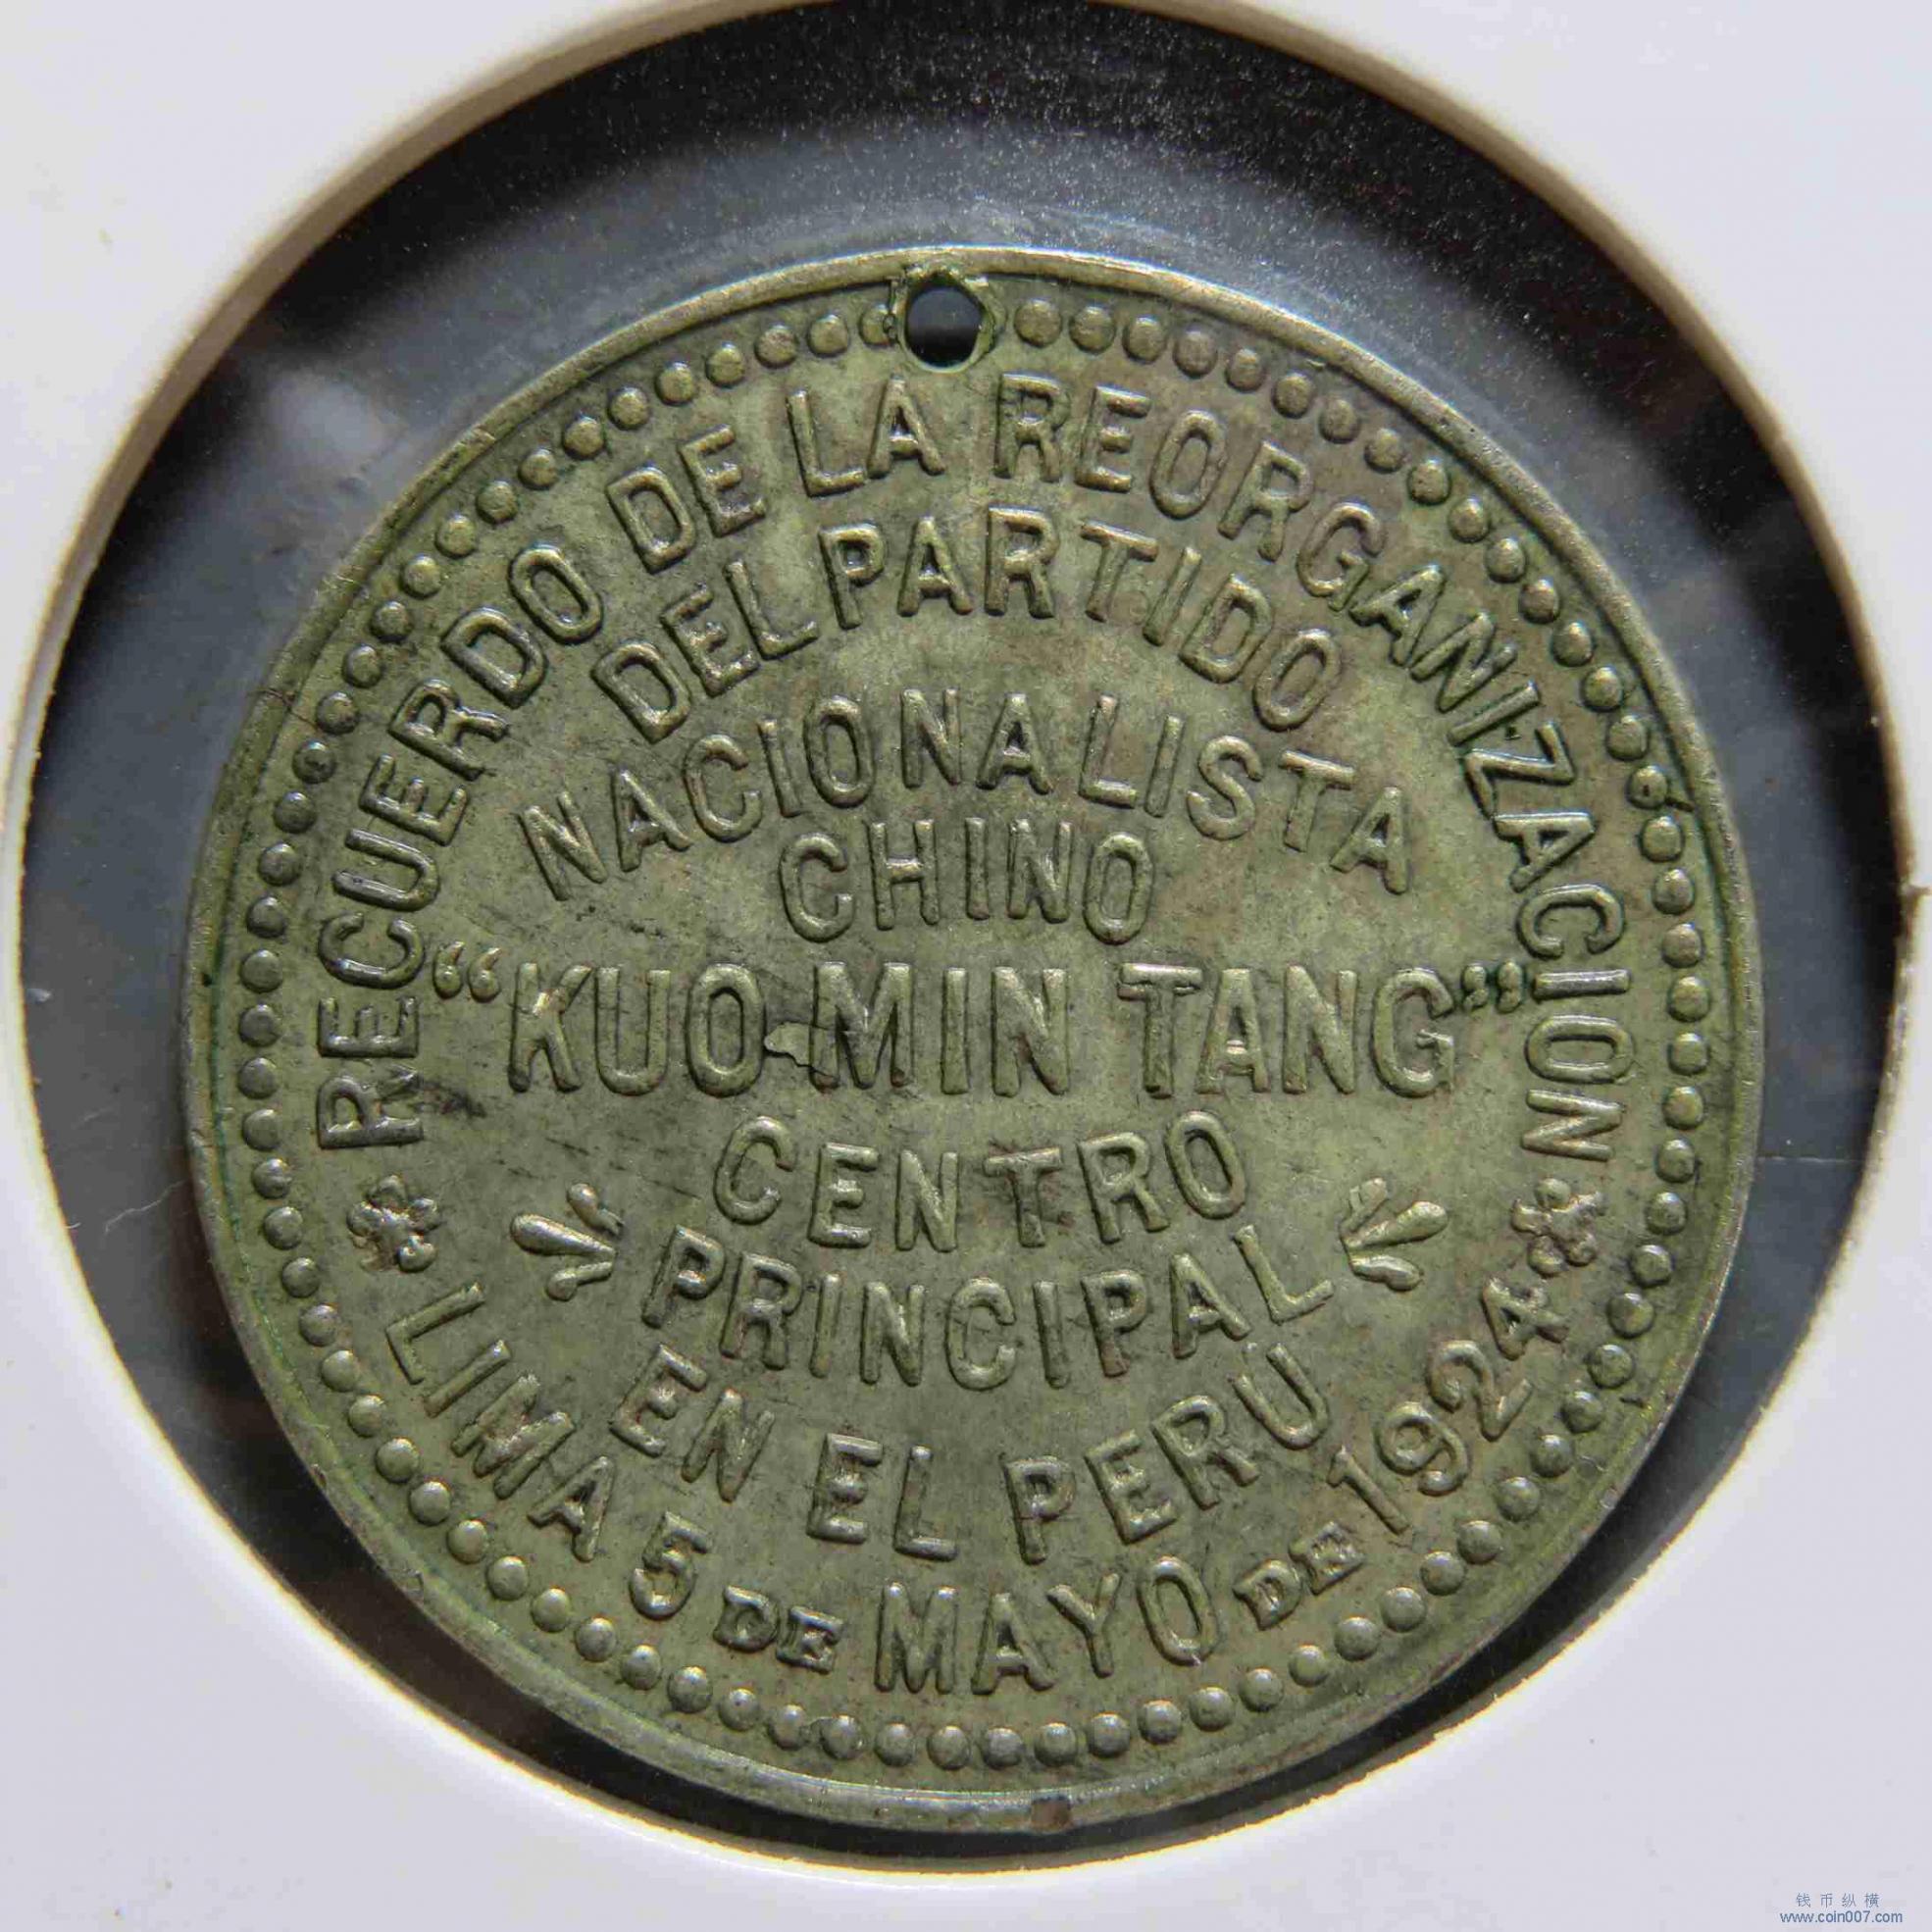 RECUERDO DE LA REORGANIZACION
DEL PARTIDO
NACIONALISTA
CHINO
"KUO-MIN TANG"
CENTRO
PRINCIPAL
EN EL PERU
LIMA 5 DE MAYO DE 1924
钱币纵横
www.coin007.com